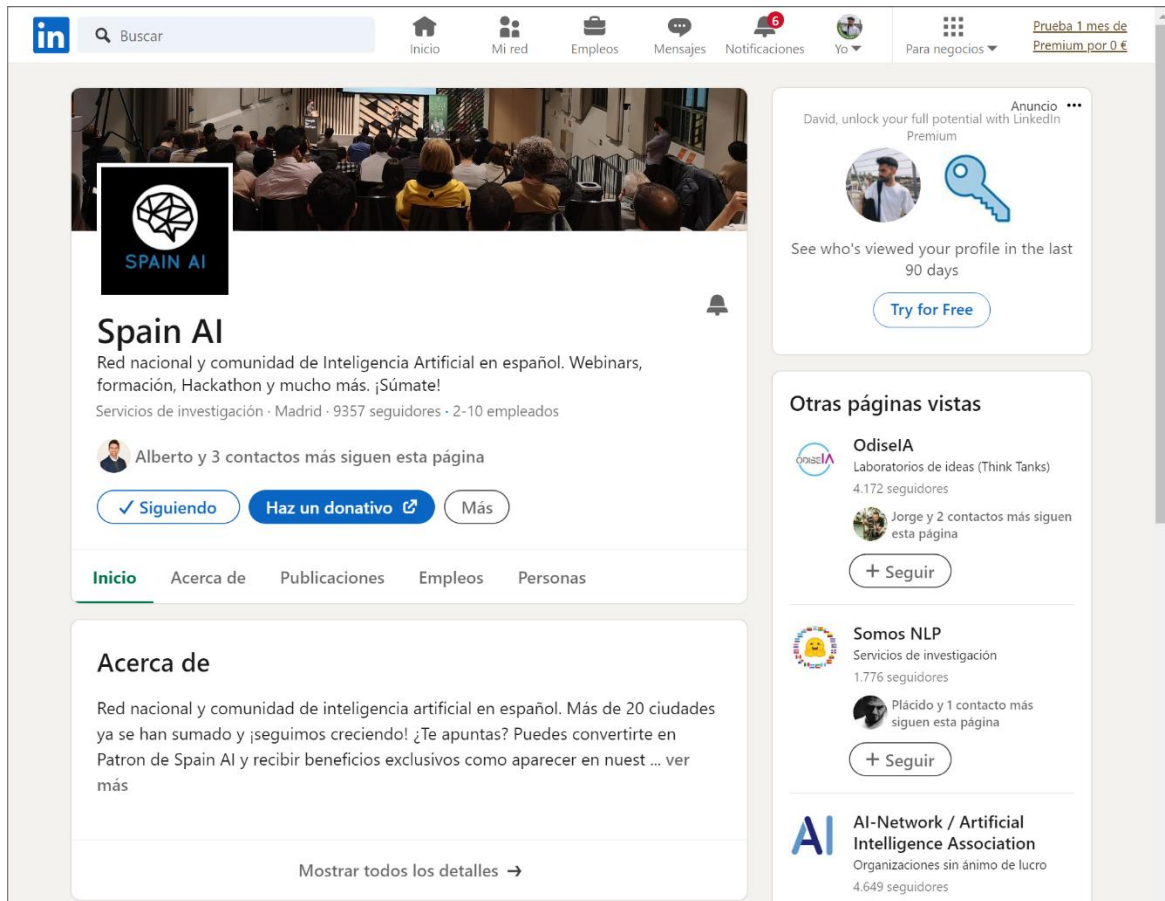 in
Buscar
Inicio
Mi red
Empleos
Mensajes
6
Notificaciones
Yo
Para negocios
Prueba 1 mes de
Premium por 0 €
SPAIN AI
Spain AI
Red nacional y comunidad de Inteligencia Artificial en español. Webinars,
formación, Hackathon y mucho más. ¡Súmate!
Servicios de investigación · Madrid · 9357 seguidores · 2-10 empleados
Alberto y 3 contactos más siguen esta página
Siguiendo
Haz un donativo
Más
Inicio
Acerca de
Publicaciones
Empleos
Personas
Acerca de
Red nacional y comunidad de inteligencia artificial en español. Más de 20 ciudades
ya se han sumado y ¡seguimos creciendo! ¿Te apuntas? Puedes convertirte en
Patron de Spain AI y recibir beneficios exclusivos como aparecer en nuest ... ver
más
Mostrar todos los detalles →
Anuncio •••
David, unlock your full potential with LinkedIn
Premium
See who's viewed your profile in the last
90 days
Try for Free
Otras páginas vistas
ODISEIA
OdiseIA
Laboratorios de ideas (Think Tanks)
4.172 seguidores
Jorge y 2 contactos más siguen
esta página
+ Seguir
Somos NLP
Servicios de investigación
1.776 seguidores
Plácido y 1 contacto más
siguen esta página
+ Seguir
AI
AI-Network / Artificial
Intelligence Association
Organizaciones sin ánimo de lucro
4.649 seguidores